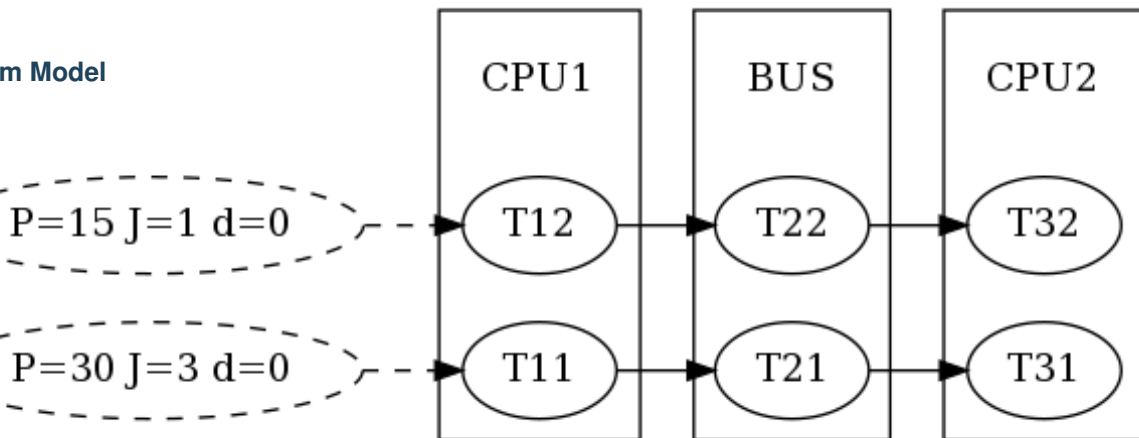 m Model
CPU1 BUS CPU2
P=15 J=1 d=0 T12 T22 T32
P=30 J=3 d=0 T11 T21 T31